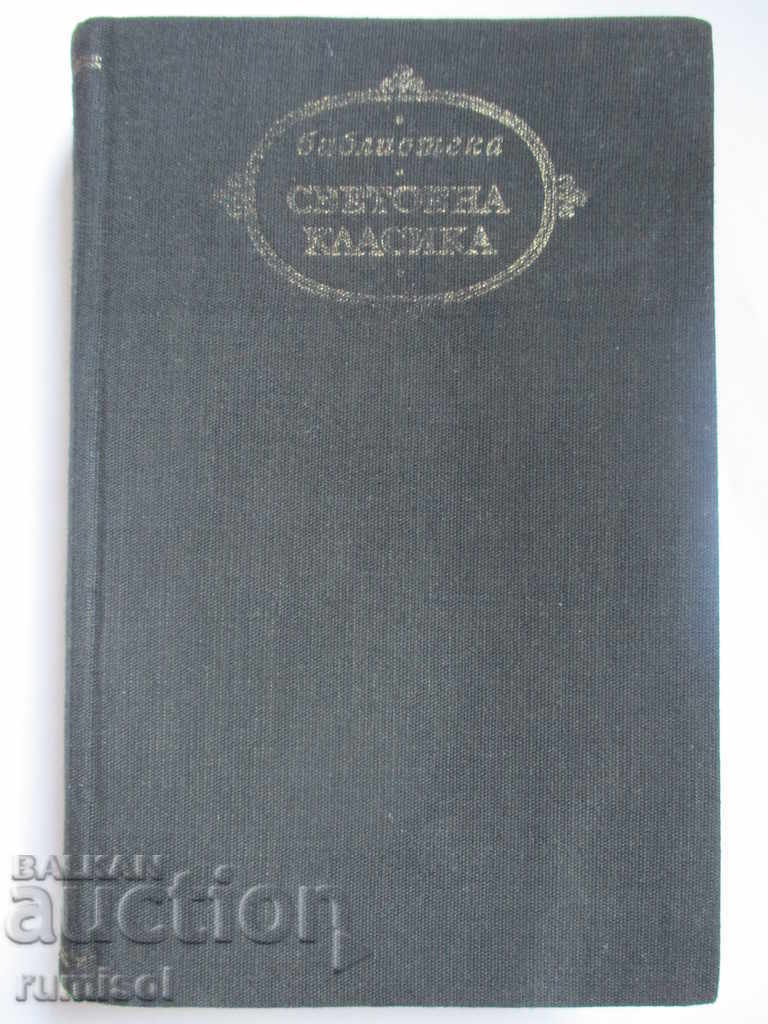 библиотека
СВЕТОВНА
КЛАСИКА
BALKAN
auction
rumisol